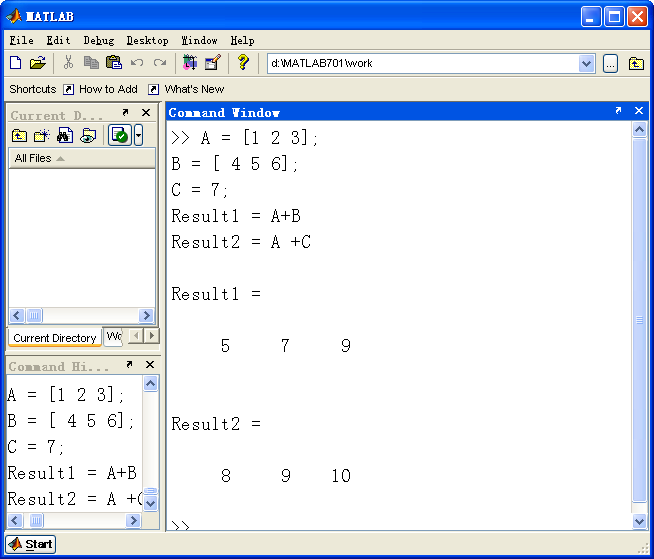 MATLAB
File Edit Debug Desktop Window Help
d:\MATLAB701\work
...
Shortcuts How to Add What's New
Current D...
All Files
Current Directory
Command Hi...
A = [1 2 3];
B = [ 4 5 6];
C = 7;
Result1 = A+B
Result2 = A +C
Command Window
>> A = [1 2 3];
B = [ 4 5 6];
C = 7;
Result1 = A+B
Result2 = A +C
Result1 =
5 7 9
Result2 =
8 9 10
>>
Start